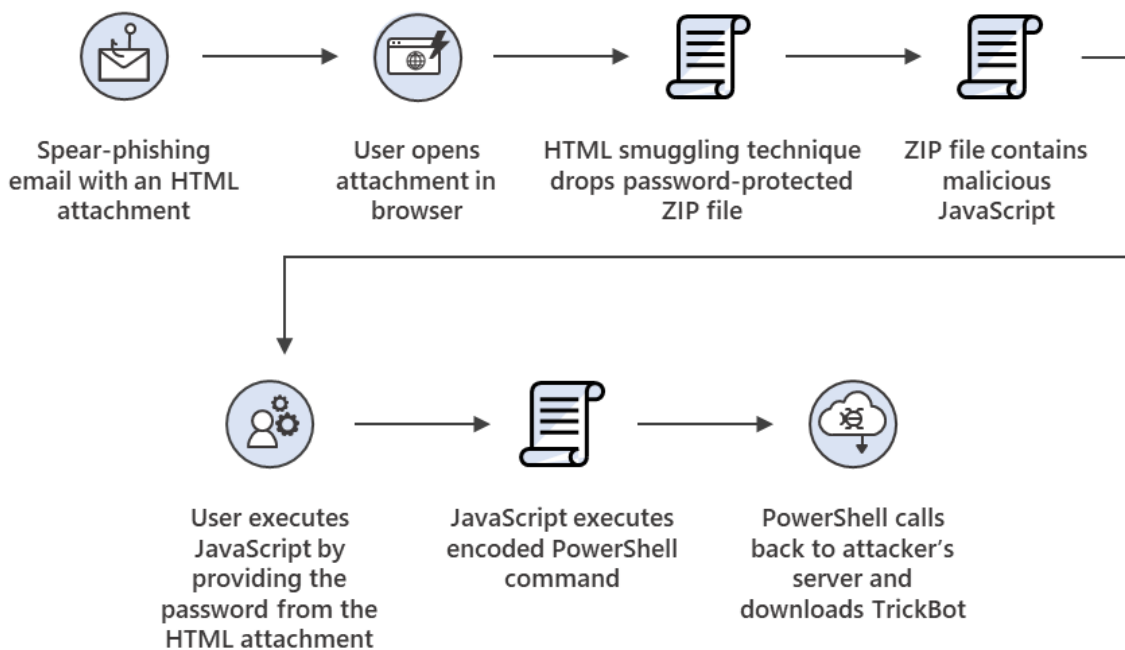 Spear-phishing
email with an HTML
attachment
User opens
attachment in
browser
HTML smuggling technique
drops password-protected
ZIP file
ZIP file contains
malicious
JavaScript
User executes
JavaScript by
providing the
password from the
HTML attachment
JavaScript executes
encoded PowerShell
command
PowerShell calls
back to attacker’s
server and
downloads TrickBot